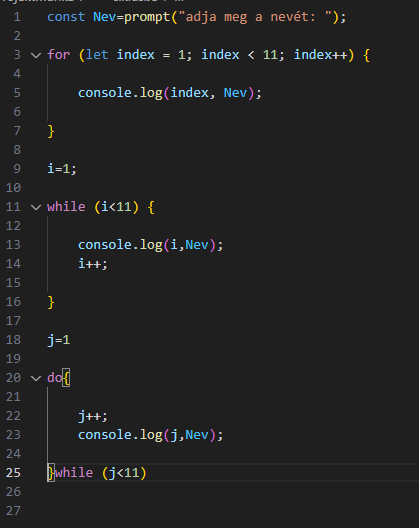 1 const Nev=prompt("adja meg a nevét: ");
2
3 for (let index = 1; index < 11; index++) {
4
5 console.log(index, Nev);
6
7 }
8
9 i=1;
10
11 while (i<11) {
12
13 console.log(i,Nev);
14 i++;
15
16 }
17
18 j=1
19
20 do{
21
22 j++;
23 console.log(j,Nev);
24
25 }while (j<11)
26
27